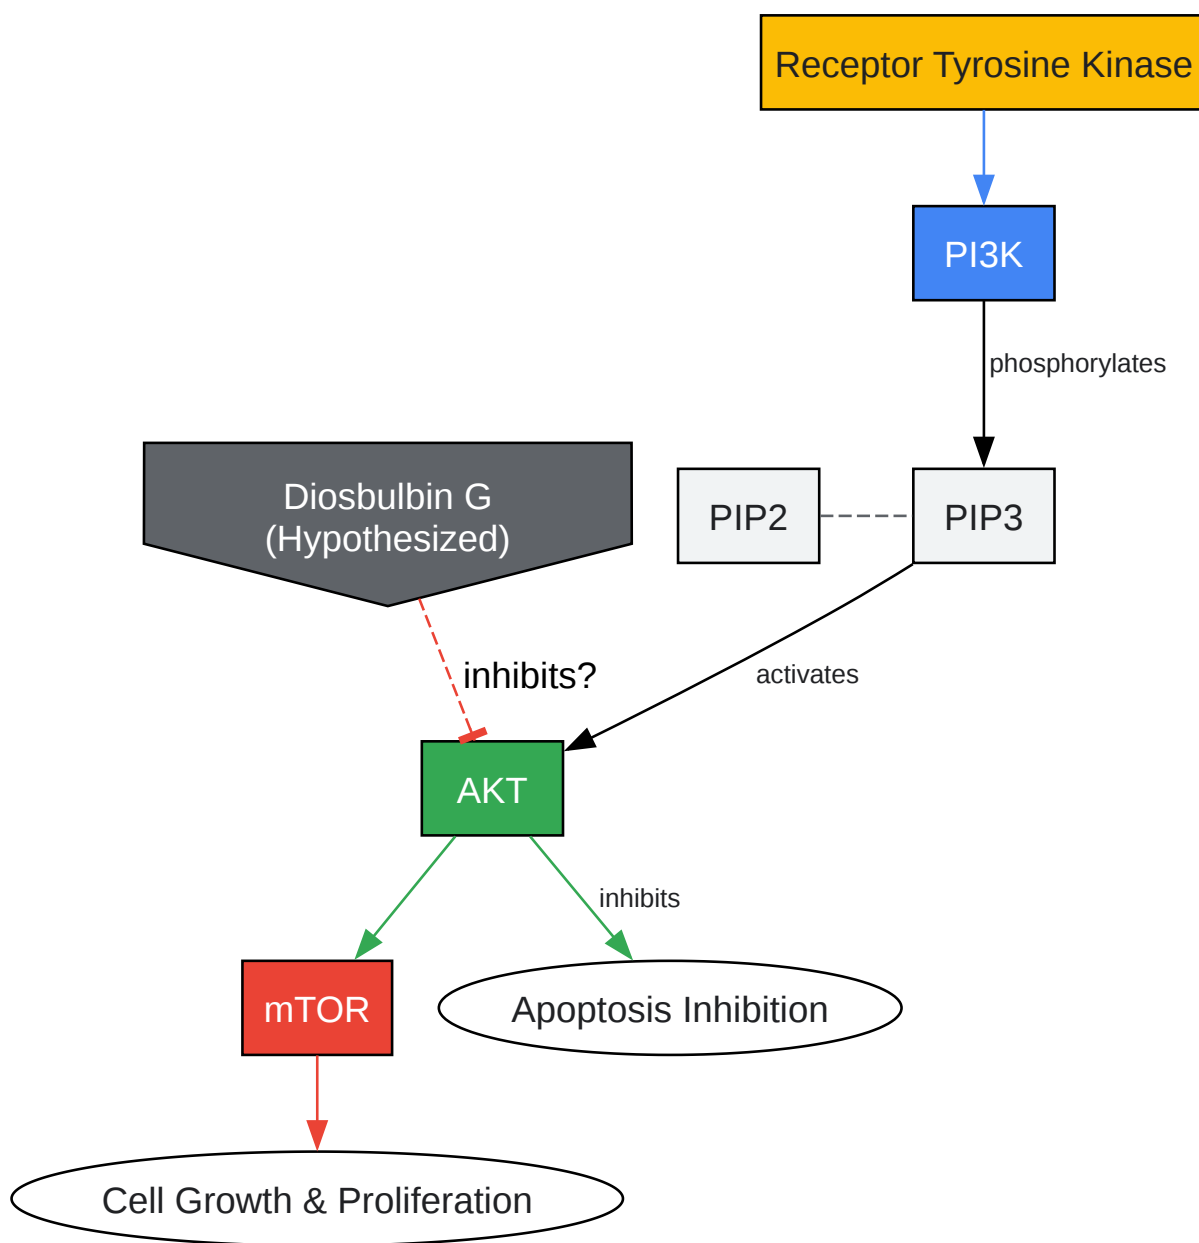 Receptor Tyrosine Kinase
PI3K
phosphorylates
Diosbulbin G
(Hypothesized)
PIP2
PIP3
inhibits?
activates
AKT
inhibits
mTOR
Apoptosis Inhibition
Cell Growth & Proliferation